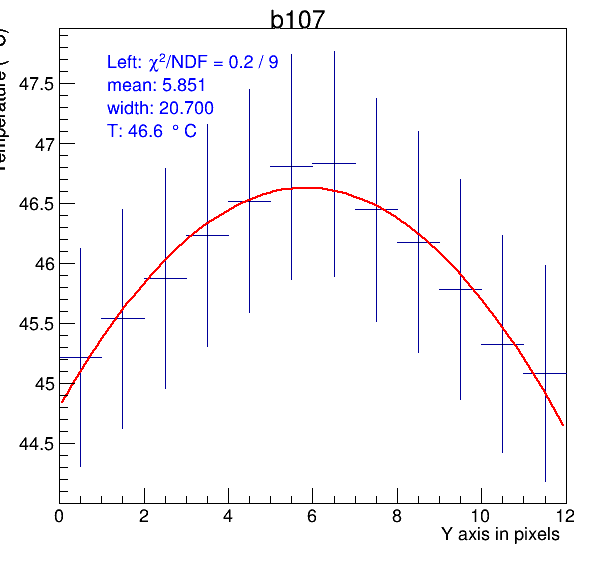 b107
Left: χ²/NDF = 0.2 / 9
mean: 5.851
width: 20.700
T: 46.6 ° C
47.5
47
46.5
46
45.5
45
44.5
0 2 4 6 8 10 12
Y axis in pixels